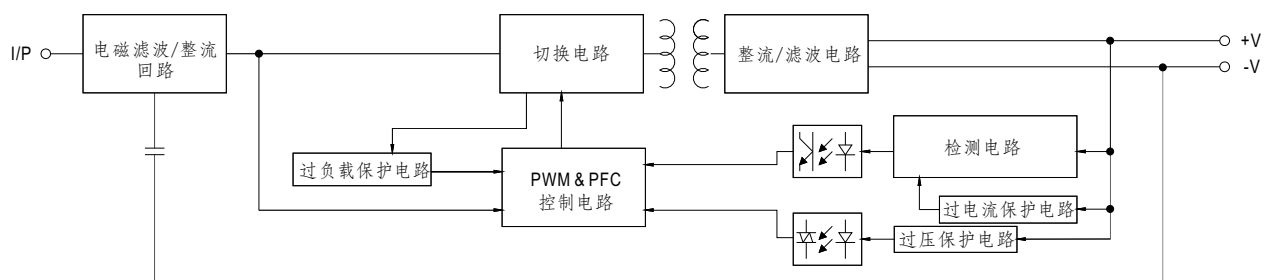 I/P
电磁滤波/整流
回路
切换电路
整流/滤波电路
+V
-V
过负载保护电路
PWM & PFC
控制电路
检测电路
过电流保护电路
过压保护电路